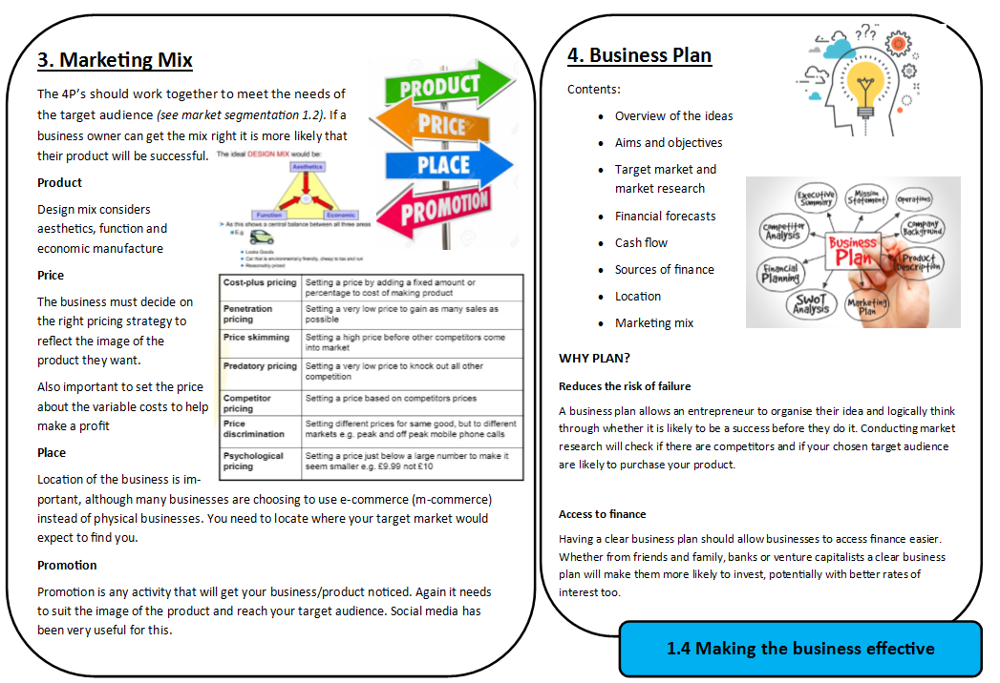 3. Marketing Mix
The 4P's should work together to meet the needs of
the target audience (see market segmentation 1.2). If a
business owner can get the mix right it is more likely that
their product will be successful.
The ideal DESIGN MIX would be:
Aesthetics
Function
Economic
➤ As this shows a central balance between all three areas
E.g.
Looks Goods
Car that is environmentally friendly, cheap to tax and run
Reasonably priced
PRODUCT
PRICE
PLACE
PROMOTION
Product
Design mix considers
aesthetics, function and
economic manufacture
Price
The business must decide on
the right pricing strategy to
reflect the image of the
product they want.
Also important to set the price
about the variable costs to help
make a profit
Cost-plus pricing
Setting a price by adding a fixed amount or
percentage to cost of making product
Penetration
pricing
Setting a very low price to gain as many sales as
possible
Price skimming
Setting a high price before other competitors come
into market
Predatory pricing
Setting a very low price to knock out all other
competition
Competitor
pricing
Setting a price based on competitors prices
Price
discrimination
Setting different prices for same good, but to different
markets e.g. peak and off peak mobile phone calls
Psychological
pricing
Setting a price just below a large number to make it
seem smaller e.g. £9.99 not £10
Place
Location of the business is im-
portant, although many businesses are choosing to use e-commerce (m-commerce)
instead of physical businesses. You need to locate where your target market would
expect to find you.
Promotion
Promotion is any activity that will get your business/product noticed. Again it needs
to suit the image of the product and reach your target audience. Social media has
been very useful for this.
4. Business Plan
???
Contents:
• Overview of the ideas
• Aims and objectives
• Target market and
market research
• Financial forecasts
• Cash flow
• Sources of finance
• Location
• Marketing mix
Executive
Summary
Mission
Statement
Operations
Competitor
Analysis
Company
Background
Business
Plan
Product
Description
Financial
Planning
SWOT
Analysis
Marketing
Plan
WHY PLAN?
Reduces the risk of failure
A business plan allows an entrepreneur to organise their idea and logically think
through whether it is likely to be a success before they do it. Conducting market
research will check if there are competitors and if your chosen target audience
are likely to purchase your product.
Access to finance
Having a clear business plan should allow businesses to access finance easier.
Whether from friends and family, banks or venture capitalists a clear business
plan will make them more likely to invest, potentially with better rates of
interest too.
1.4 Making the business effective